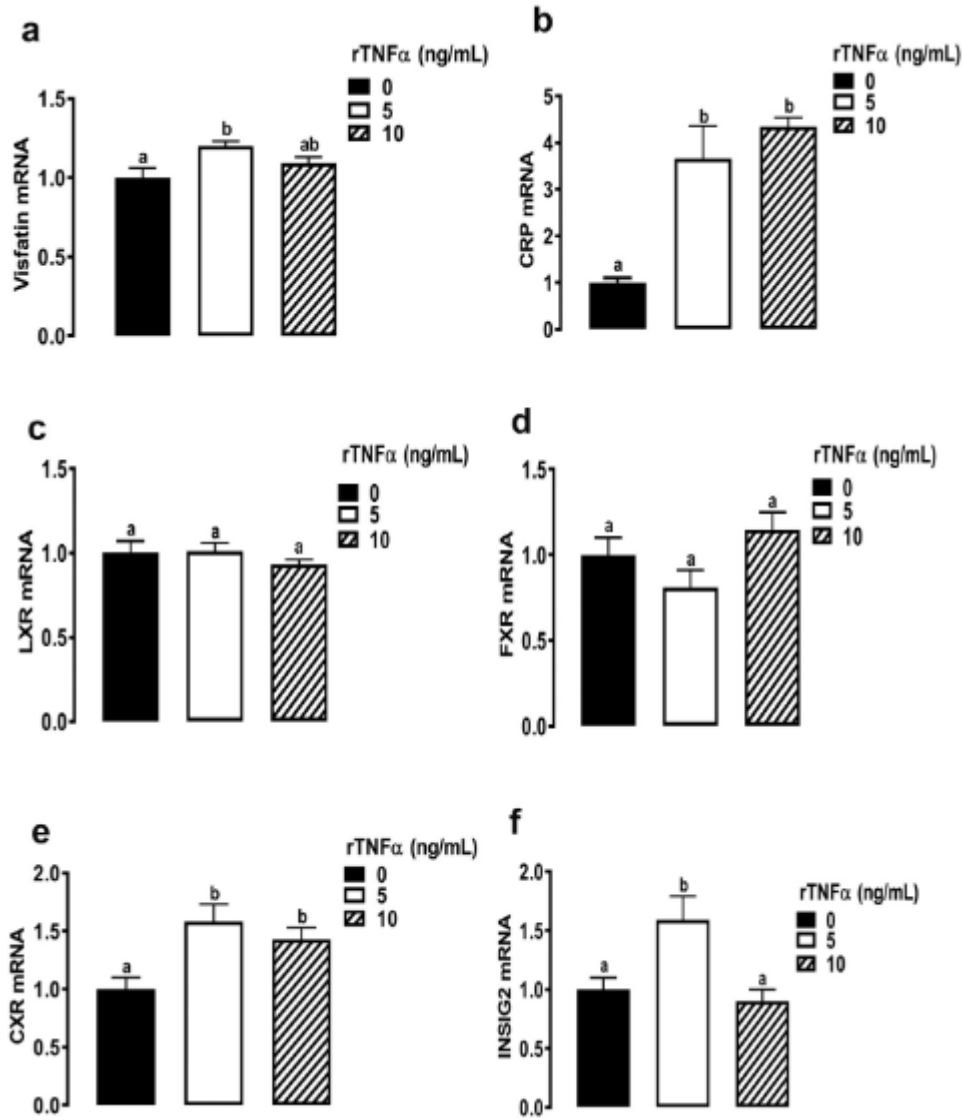 a
rTNFα (ng/mL)
0
5
10
Visfatin mRNA
1.5
1.0
0.5
0.0
a
b
ab
b
rTNFα (ng/mL)
0
5
10
CRP mRNA
5
4
3
2
1
0
a
b
b
c
rTNFα (ng/mL)
0
5
10
LXR mRNA
1.5
1.0
0.5
0.0
a
a
a
d
rTNFα (ng/mL)
0
5
10
FXR mRNA
1.5
1.0
0.5
0.0
a
a
a
e
rTNFα (ng/mL)
0
5
10
CXR mRNA
2.0
1.5
1.0
0.5
0.0
a
b
b
f
rTNFα (ng/mL)
0
5
10
INSIG2 mRNA
2.0
1.5
1.0
0.5
0.0
a
b
a